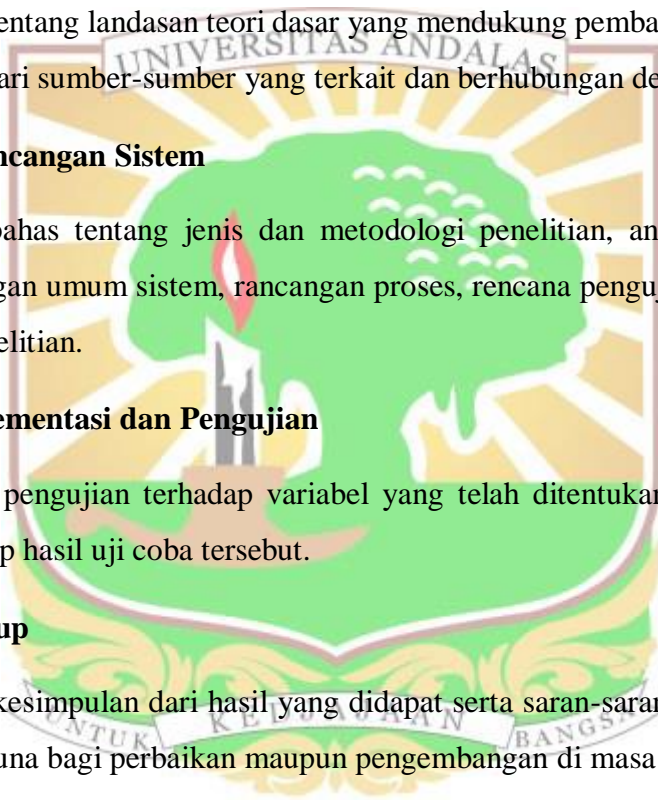 entang landasan teori dasar yang mendukung pemba
UNIVERSITAS ANDALAS
ari sumber-sumber yang terkait dan berhubungan de
ncangan Sistem
bahas tentang jenis dan metodologi penelitian, an
gan umum sistem, rancangan proses, rencana penguj
elitian.
ementasi dan Pengujian
pengujian terhadap variabel yang telah ditentukan
p hasil uji coba tersebut.
up
kesimpulan dari hasil yang didapat serta saran-saran
UNTUK KEDJAJAAN BANGSA
una bagi perbaikan maupun pengembangan di masa